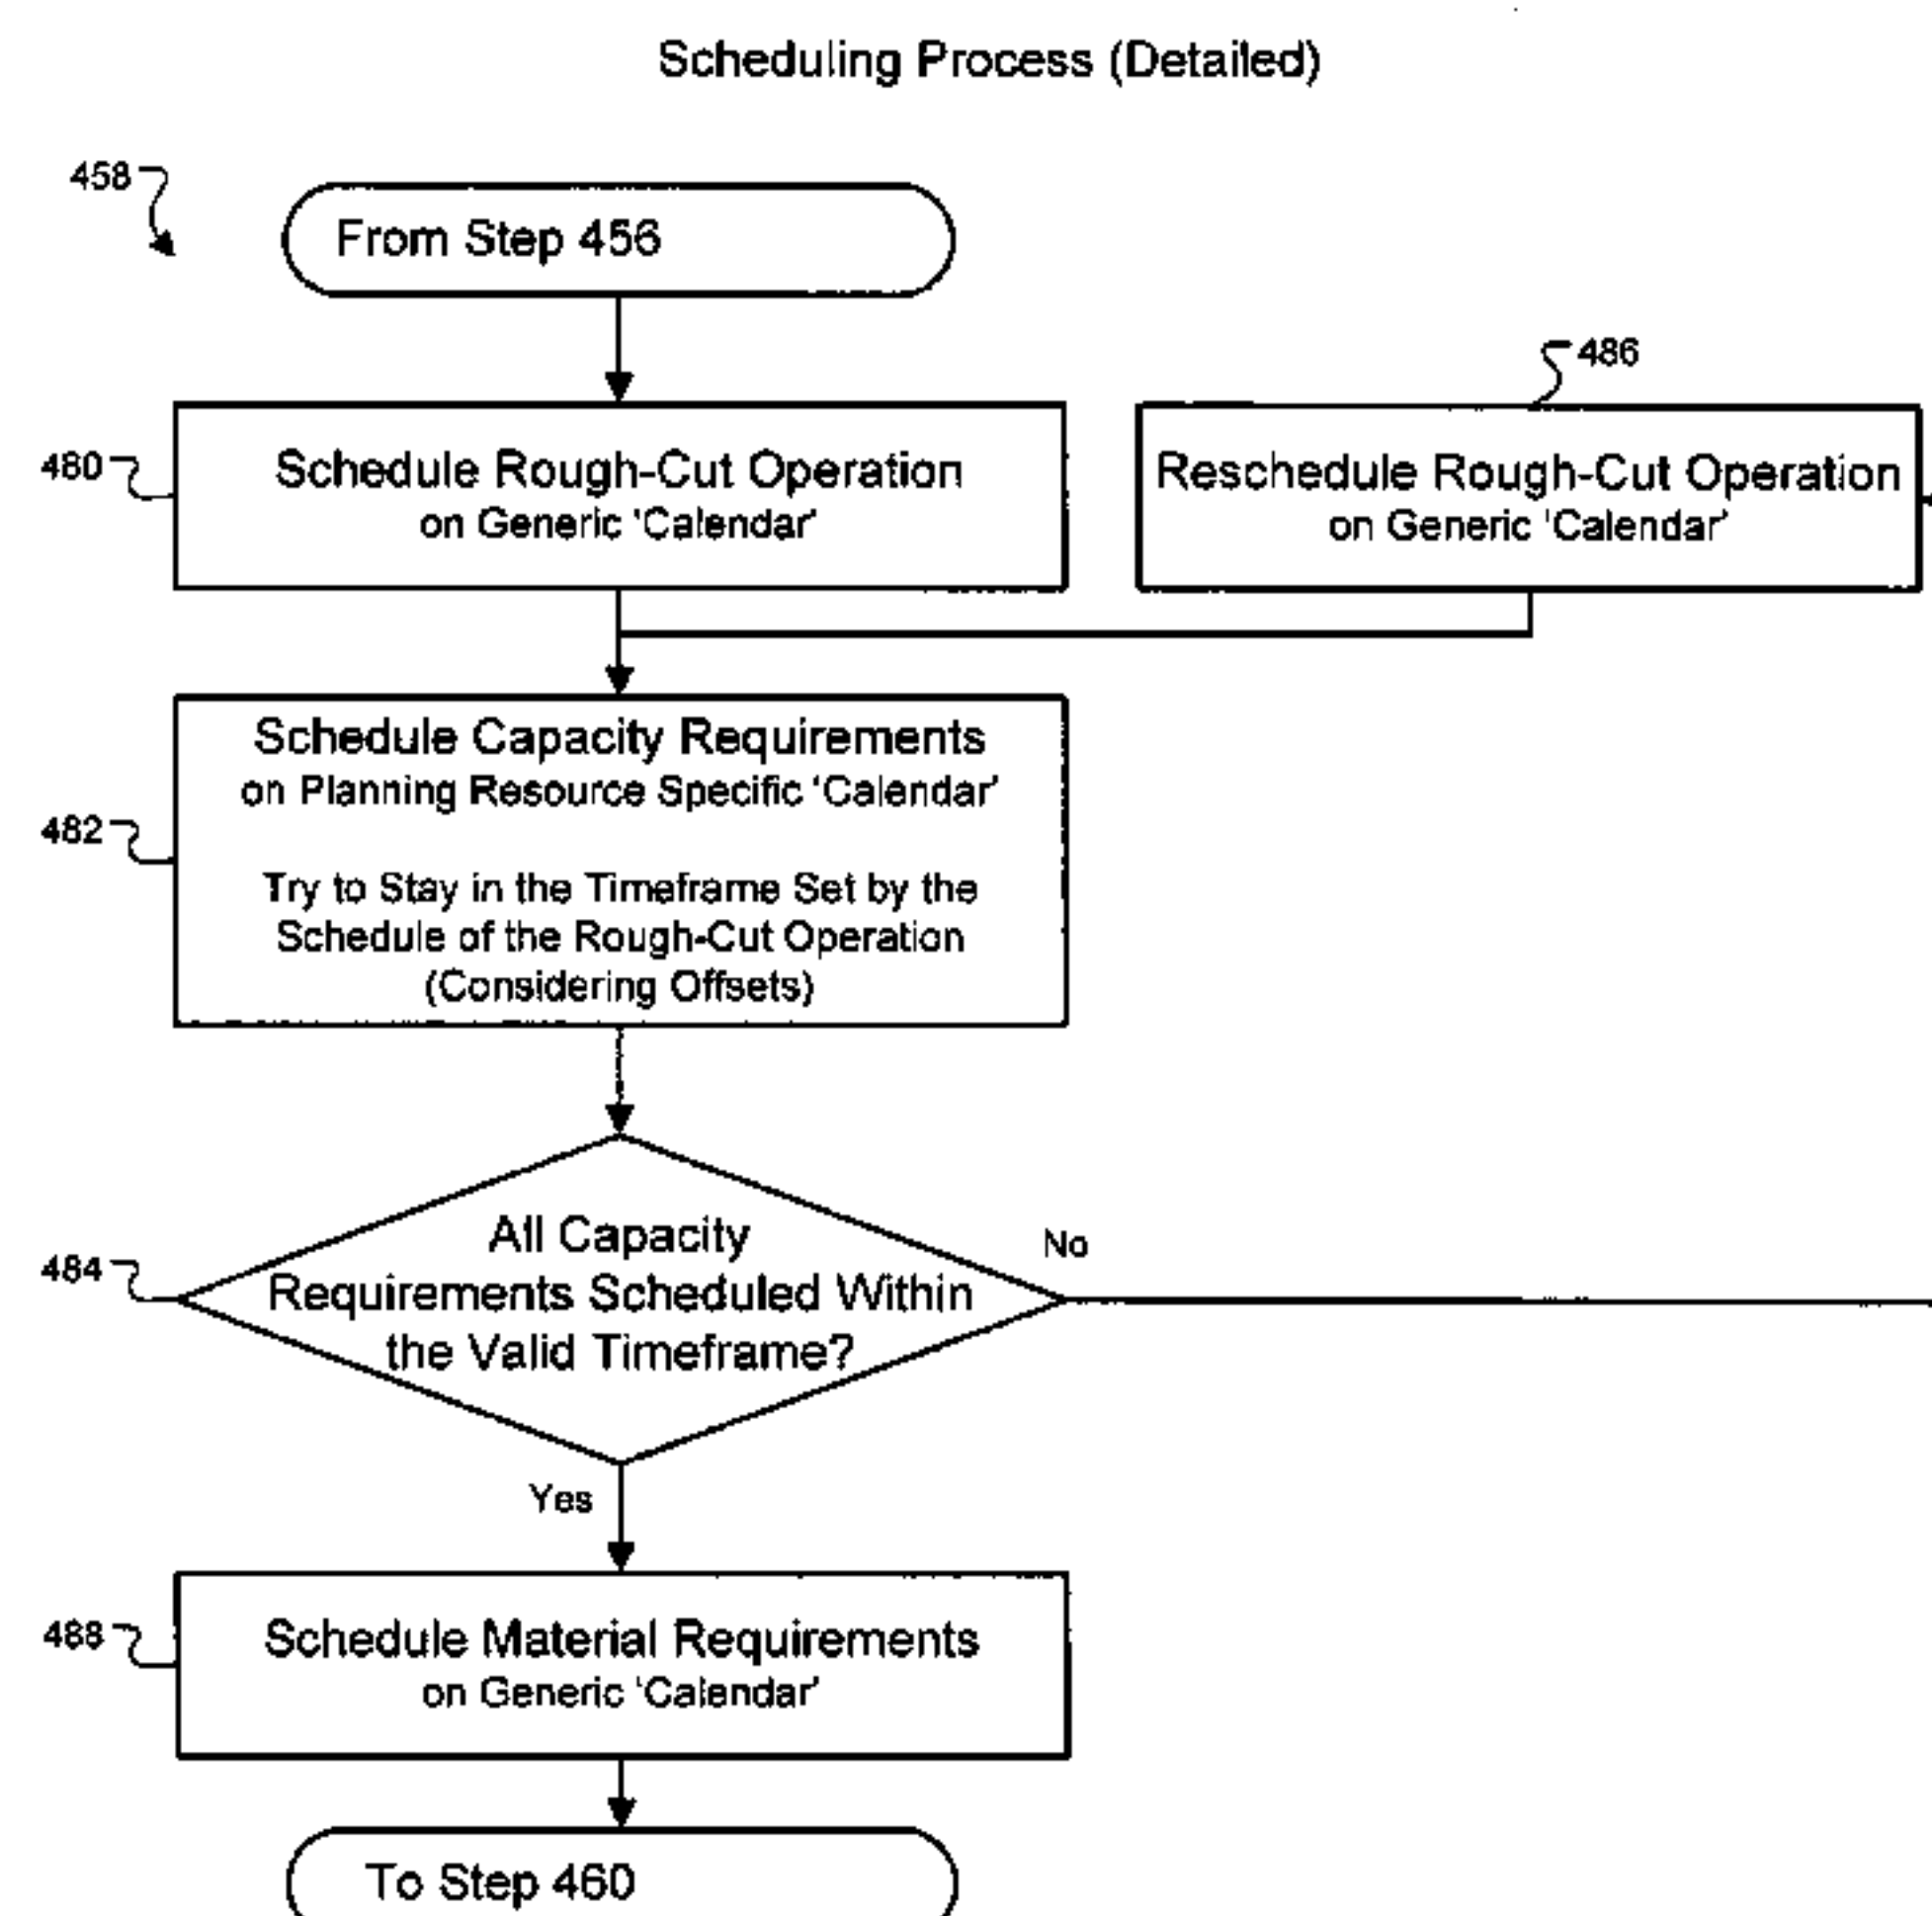 Scheduling Process (Detailed)
458
From Step 456
486
480
Schedule Rough-Cut Operation
on Generic 'Calendar'
Reschedule Rough-Cut Operation
on Generic 'Calendar'
482
Schedule Capacity Requirements
on Planning Resource Specific 'Calendar'
Try to Stay in the Timeframe Set by the
Schedule of the Rough-Cut Operation
(Considering Offsets)
484
All Capacity
Requirements Scheduled Within
the Valid Timeframe?
No
Yes
488
Schedule Material Requirements
on Generic 'Calendar'
To Step 460